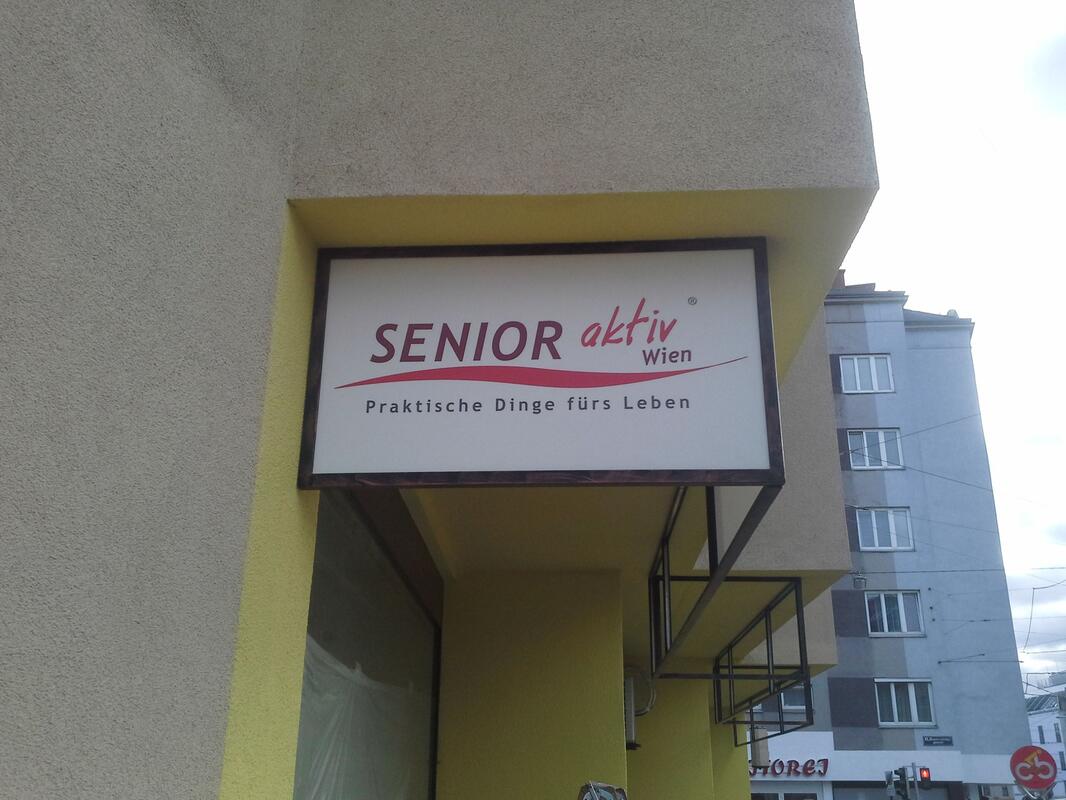 SENIOR aktiv ®
Wien
Praktische Dinge fürs Leben